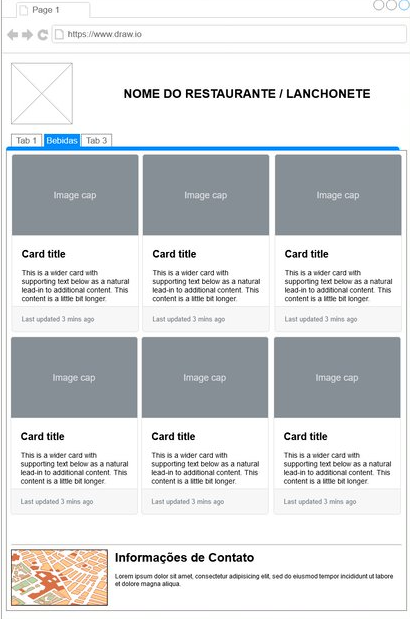 Page 1
https://www.draw.io
NOME DO RESTAURANTE / LANCHONETE
Tab 1 Bebidas Tab 3
Image cap Image cap Image cap
Card title Card title Card title
This is a wider card with This is a wider card with This is a wider card with
supporting text below as a natural supporting text below as a natural supporting text below as a natural
lead-in to additional content. This lead-in to additional content. This lead-in to additional content. This
content is a little bit longer. content is a little bit longer. content is a little bit longer.
Last updated 3 mins ago Last updated 3 mins ago Last updated 3 mins ago
Image cap Image cap Image cap
Card title Card title Card title
This is a wider card with This is a wider card with This is a wider card with
supporting text below as a natural supporting text below as a natural supporting text below as a natural
lead-in to additional content. This lead-in to additional content. This lead-in to additional content. This
content is a little bit longer. content is a little bit longer. content is a little bit longer.
Last updated 3 mins ago Last updated 3 mins ago Last updated 3 mins ago
Informações de Contato
Lorem ipsum dolor sit amet, consectetur adipisicing elit, sed do eiusmod tempor incididunt ut labore
et dolore magna aliqua.